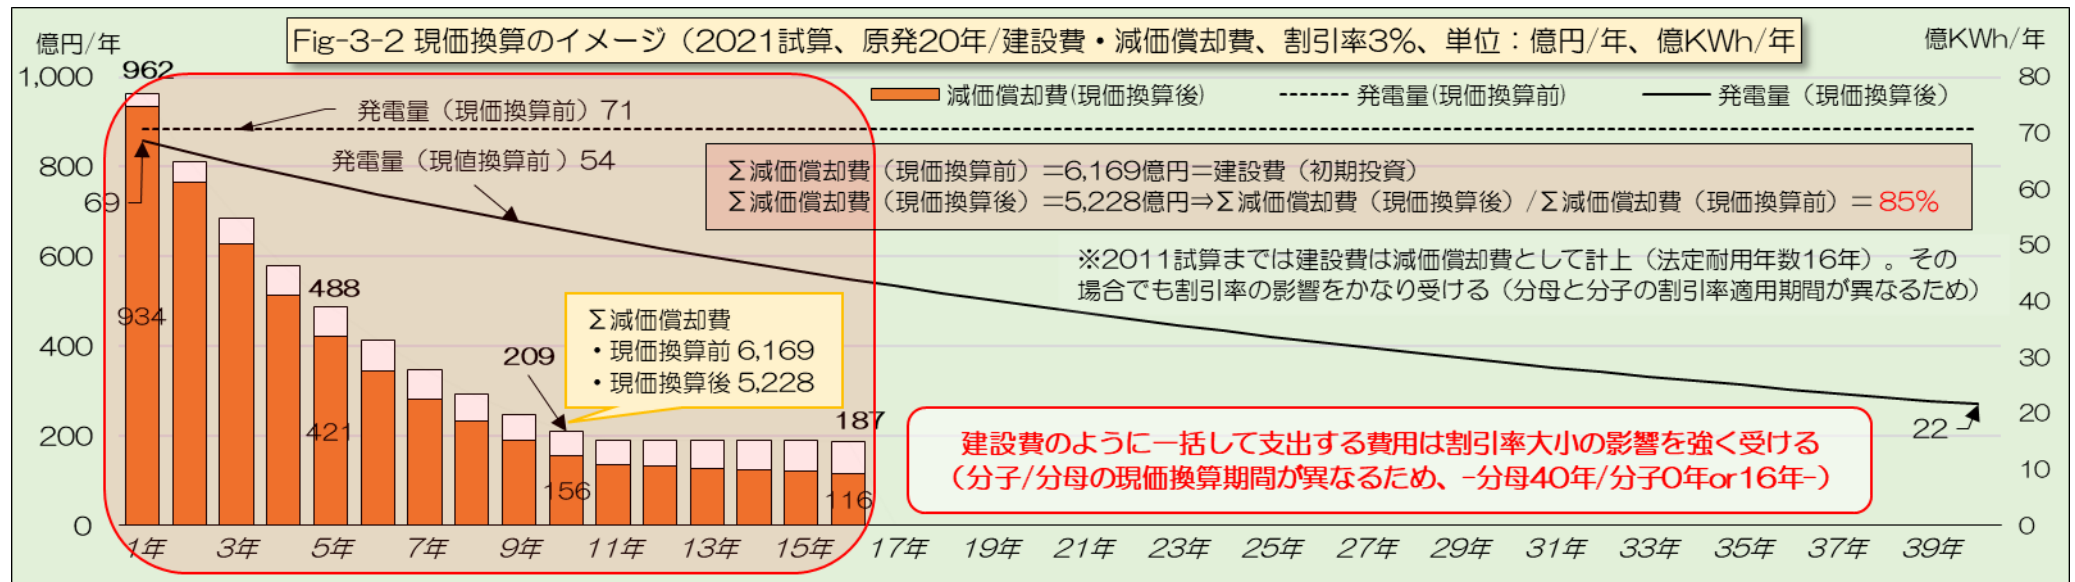 Fig-3-2 現価換算のイメージ（2021試算、原発20年/建設費・減価償却費、割引率3%、単位：億円/年、億KWh/年
億円/年
億KWh/年
減価償却費(現価換算後)
発電量(現価換算前)
発電量（現価換算後）
1,000
800
600
400
200
0
80
70
60
50
40
30
20
10
0
962
934
69
488
421
209
156
187
116
22
発電量（現価換算前）71
発電量（現値換算前）54
Σ減価償却費（現価換算前）＝6,169億円＝建設費（初期投資）
Σ減価償却費（現価換算後）＝5,228億円⇒Σ減価償却費（現価換算後）/Σ減価償却費（現価換算前）＝85%
※2011試算までは建設費は減価償却費として計上（法定耐用年数16年）。その
場合でも割引率の影響をかなり受ける（分母と分子の割引率適用期間が異なるため）
Σ減価償却費
・現価換算前 6,169
・現価換算後 5,228
建設費のように一括して支出する費用は割引率大小の影響を強く受ける
（分子/分母の現価換算期間が異なるため、-分母40年/分子0年or16年-）
1年 3年 5年 7年 9年 11年 13年 15年 17年 19年 21年 23年 25年 27年 29年 31年 33年 35年 37年 39年